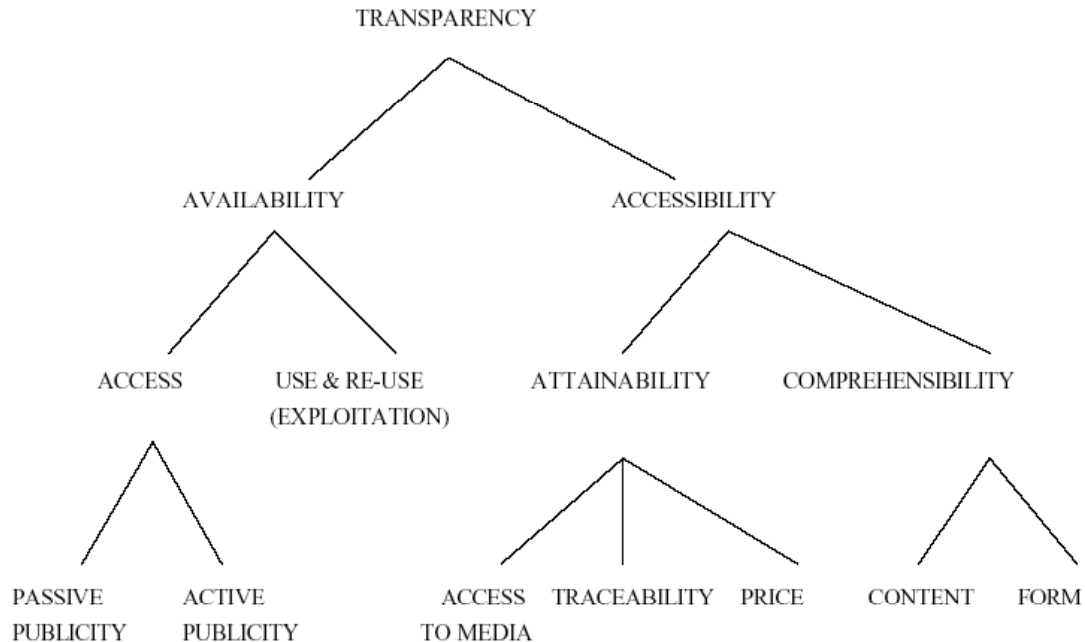 TRANSPARENCY
AVAILABILITY ACCESSIBILITY
ACCESS USE & RE-USE ATTAINABILITY COMPREHENSIBILITY
(EXPLOITATION)
PASSIVE ACTIVE ACCESS TRACEABILITY PRICE CONTENT FORM
PUBLICITY PUBLICITY TO MEDIA